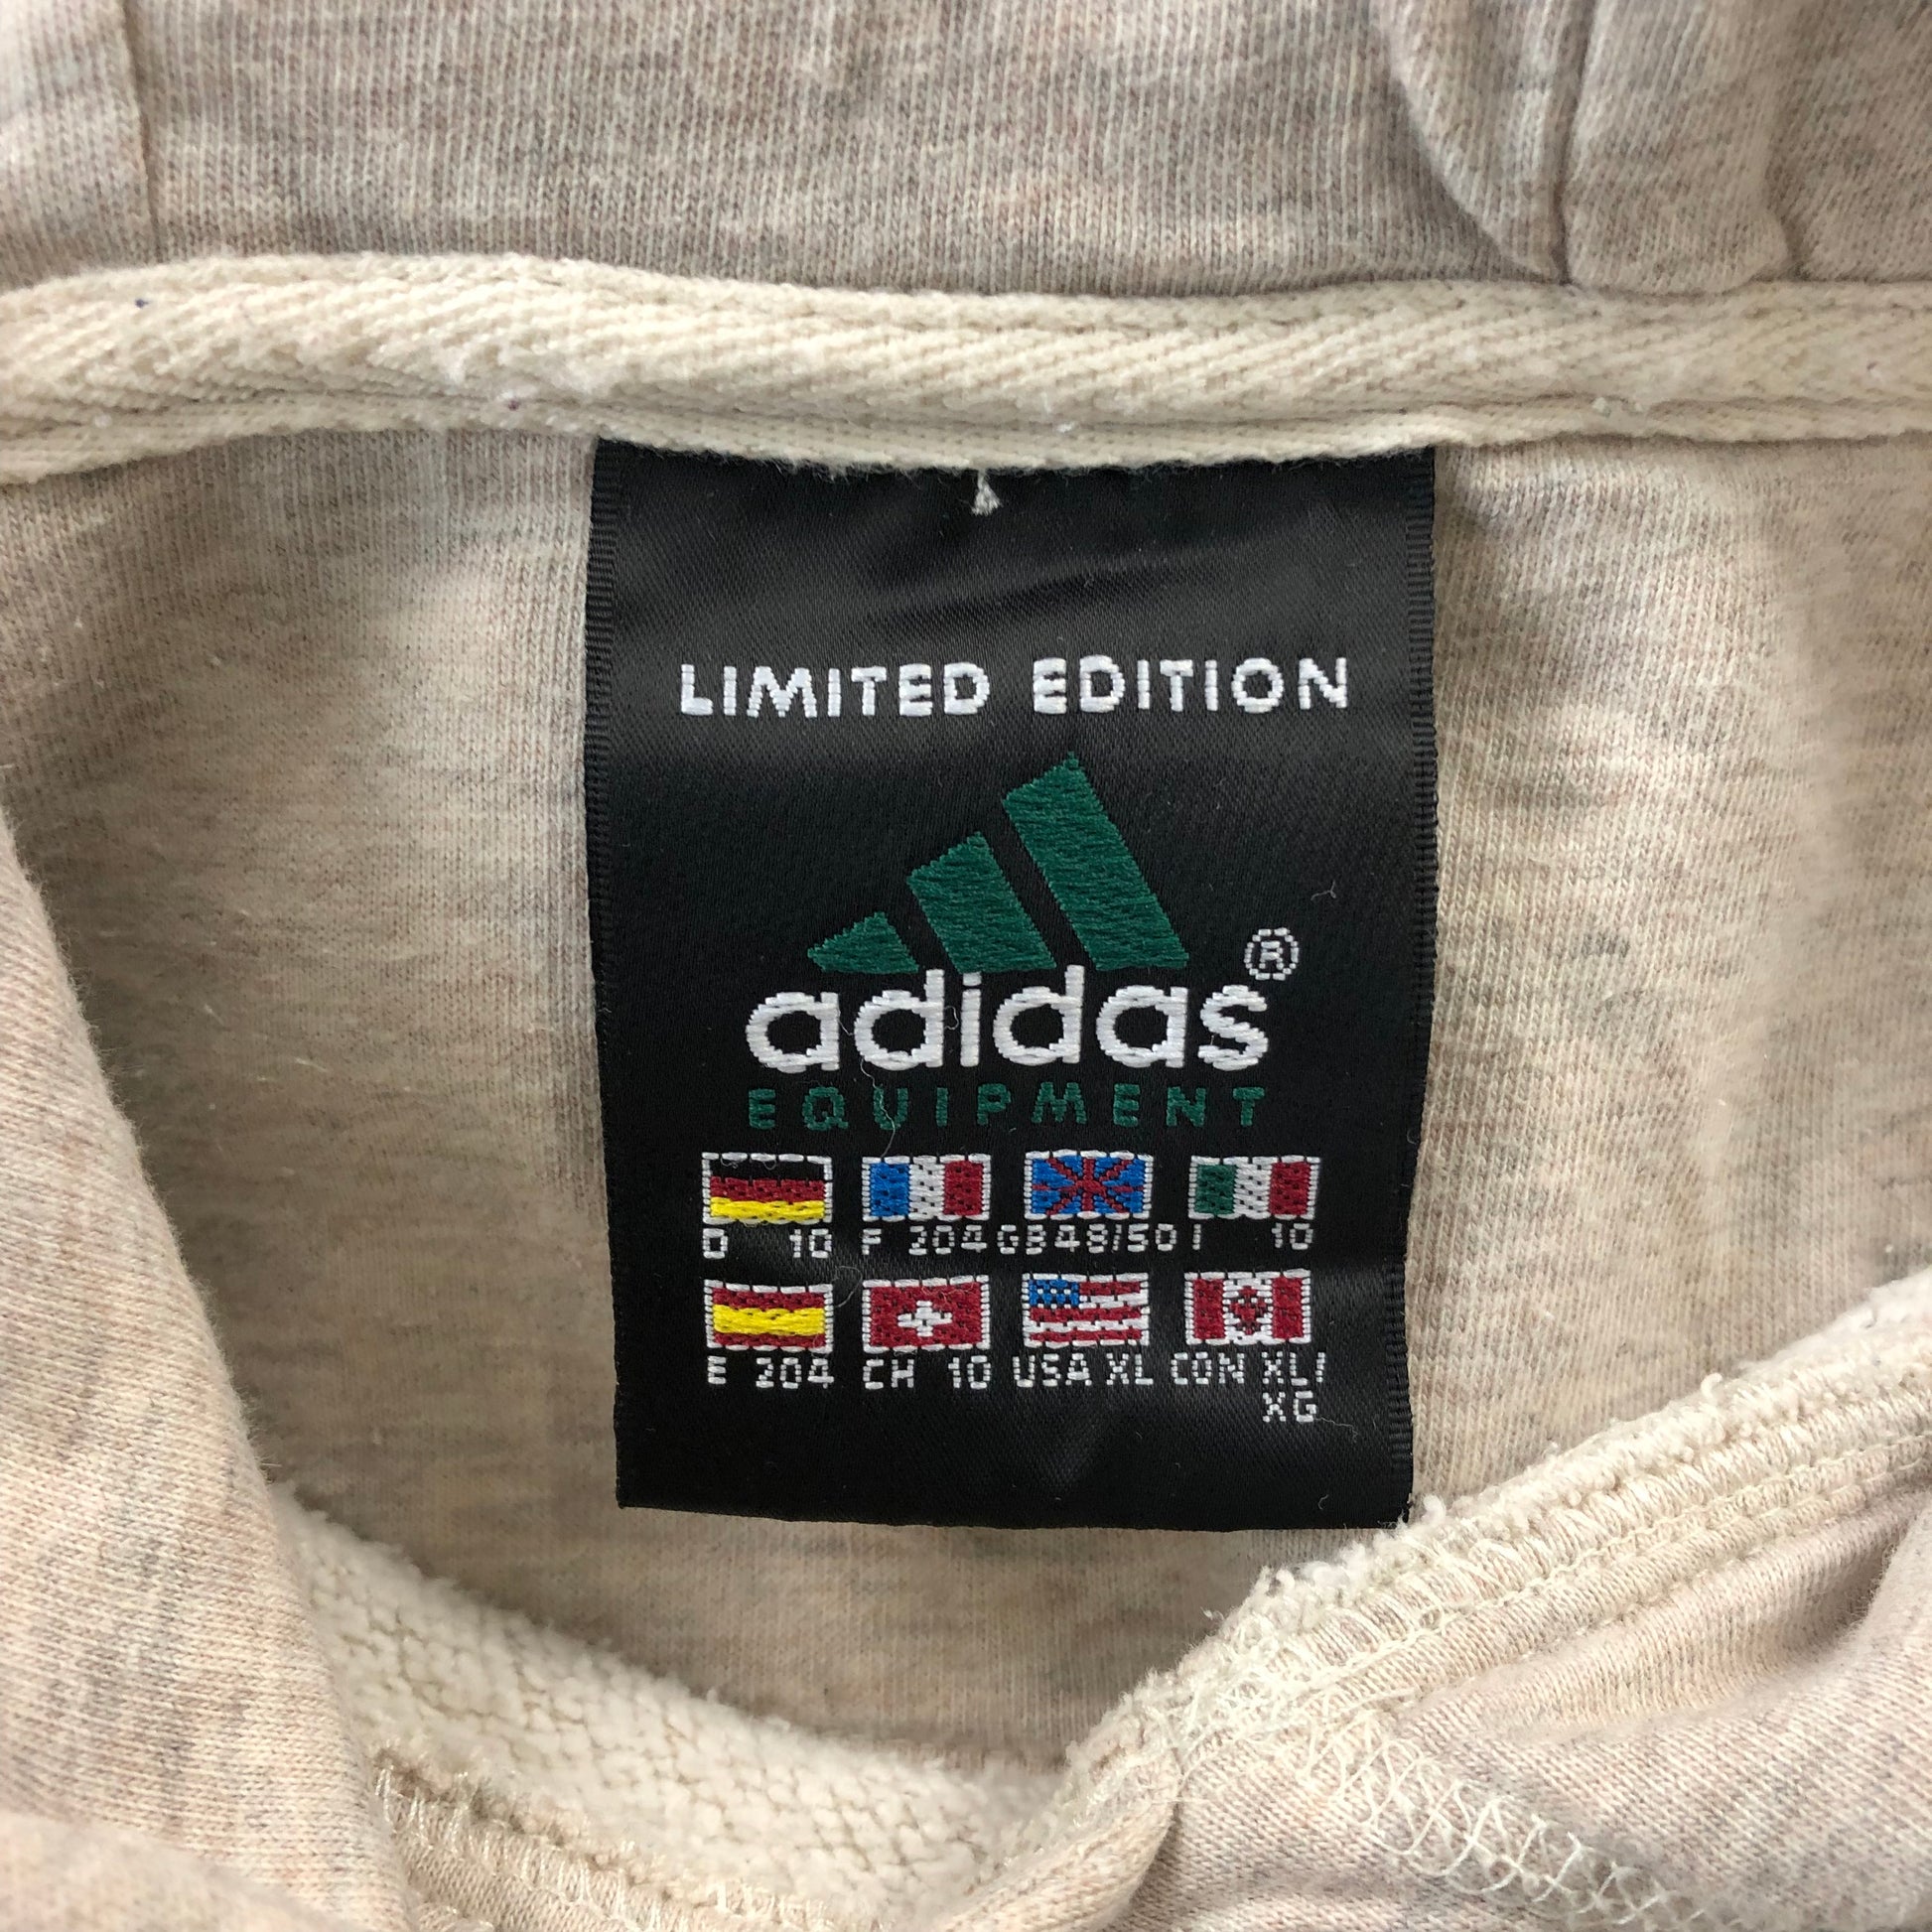 LIMITED EDITION
adidas®
EQUIPMENT
D 10 F 204 GB 48/50 I 10
E 204 CH 10 USA XL CDN XL/
XG